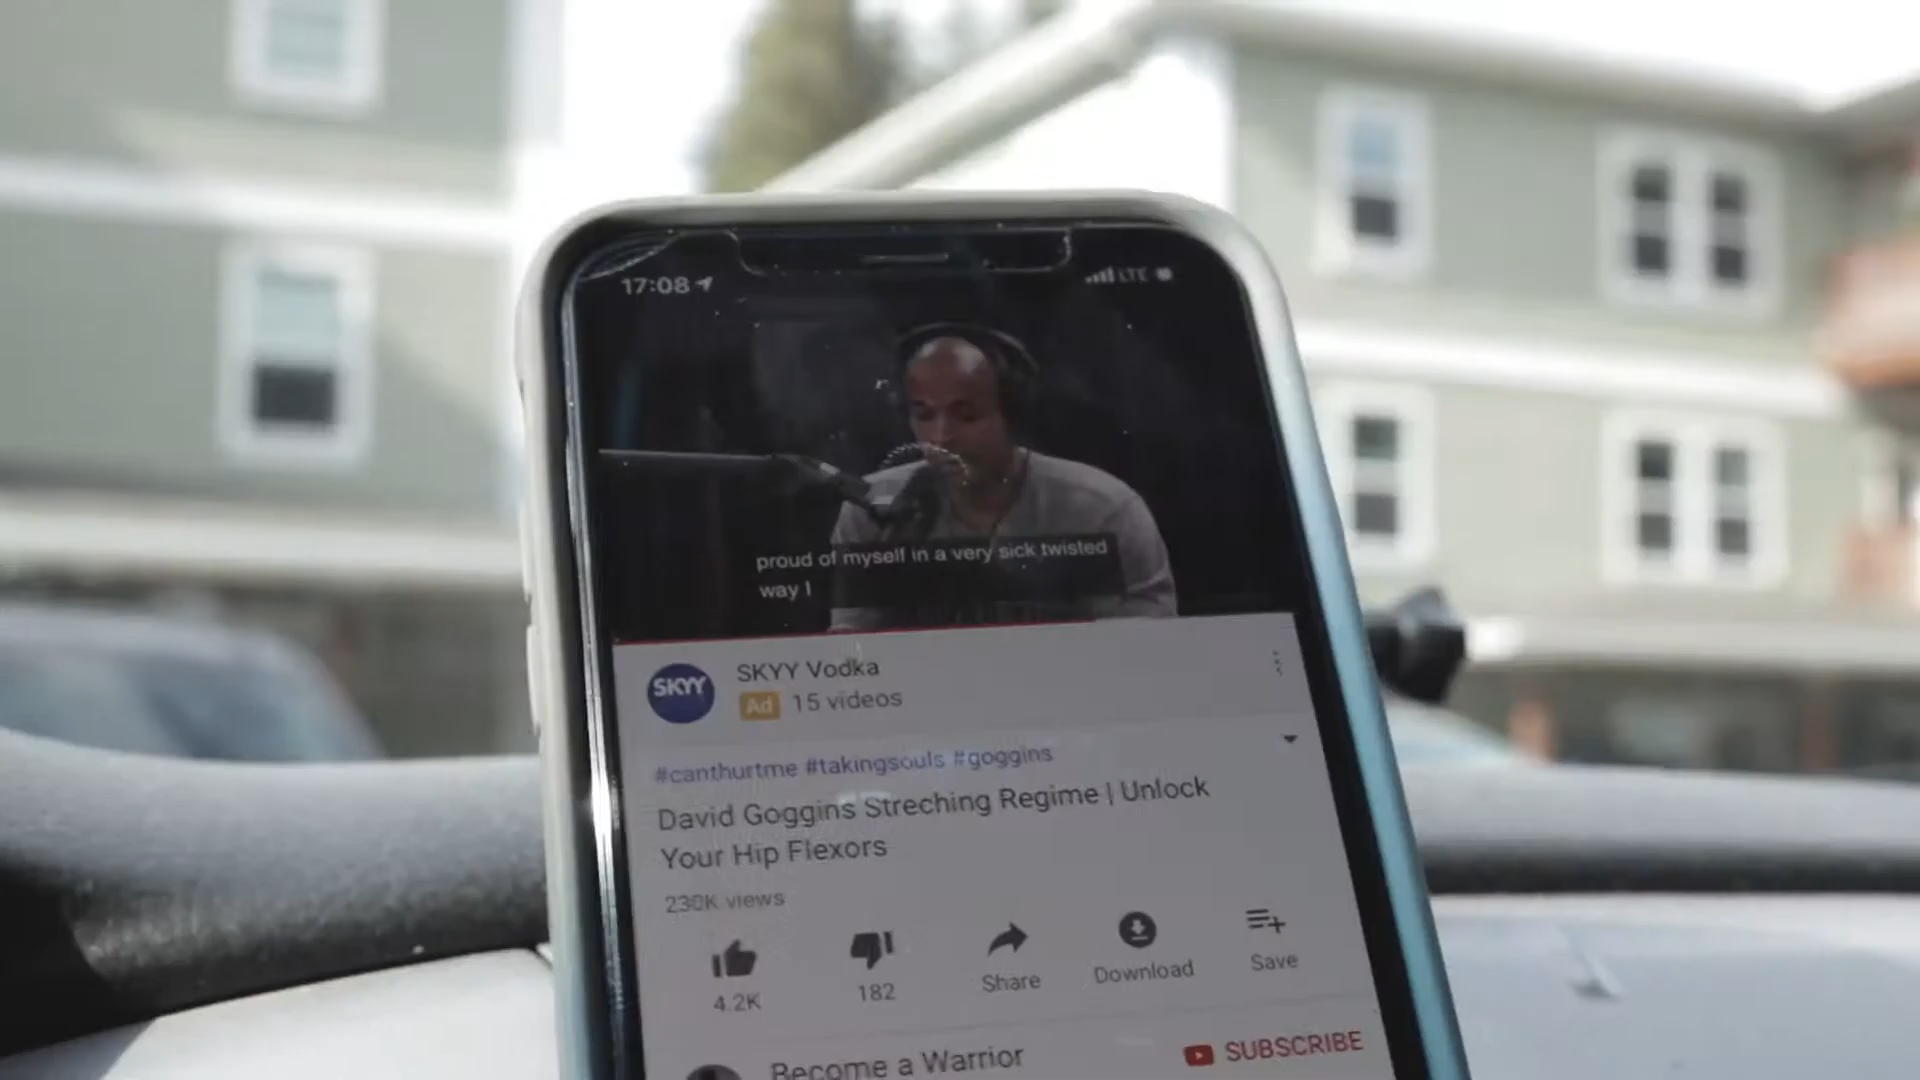 17:08 LTE
proud of myself in a very sick twisted
way I
SKYY SKYY Vodka
Ad 15 videos
#canthurtme #takingsouls #goggins
David Goggins Streching Regime | Unlock
Your Hip Flexors
230K views
4.2K 182 Share Download Save
Become a Warrior SUBSCRIBE